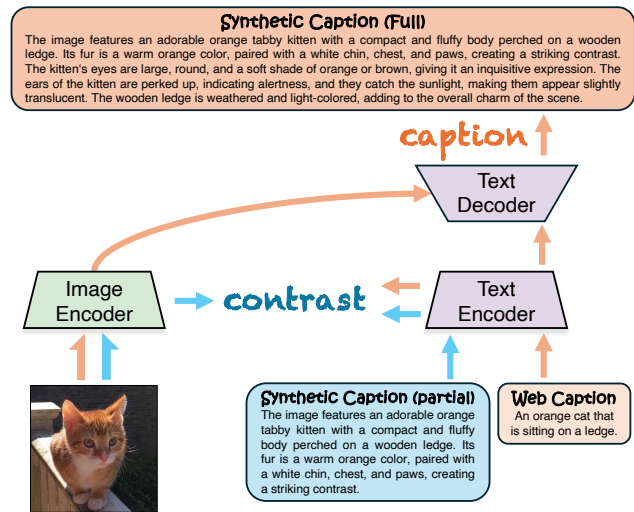 Synthetic Caption (Full)
The image features an adorable orange tabby kitten with a compact and fluffy body perched on a wooden
ledge. Its fur is a warm orange color, paired with a white chin, chest, and paws, creating a striking contrast.
The kitten's eyes are large, round, and a soft shade of orange or brown, giving it an inquisitive expression. The
ears of the kitten are perked up, indicating alertness, and they catch the sunlight, making them appear slightly
translucent. The wooden ledge is weathered and light-colored, adding to the overall charm of the scene.
caption
Text
Decoder
Image
Encoder
contrast
Text
Encoder
Synthetic Caption (partial)
The image features an adorable orange
tabby kitten with a compact and fluffy
body perched on a wooden ledge. Its
fur is a warm orange color, paired with
a white chin, chest, and paws, creating
a striking contrast.
Web Caption
An orange cat that
is sitting on a ledge.